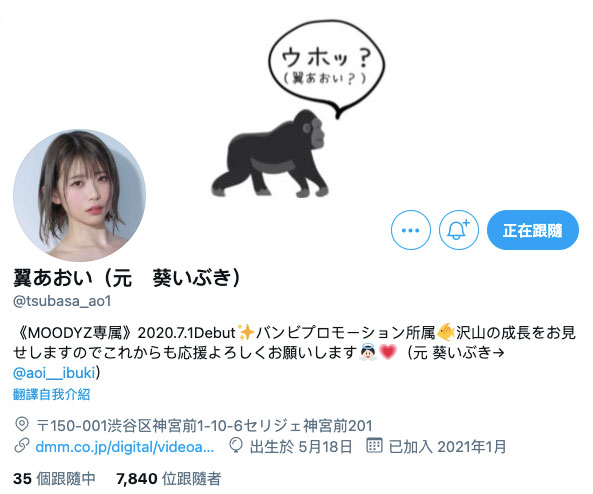 ウホッ?
(翼あおい?)
正在跟隨
翼あおい(元　葵いぶき)
@tsubasa_ao1
《MOODYZ専属》2020.7.1Debut✨バンビプロモーション所属🐠沢山の成長をお見
せしますのでこれからも応援よろしくお願いします👼🏻💗（元 葵いぶき→
@aoi__ibuki）
翻譯自我介紹
〒150-001渋谷区神宮前1-10-6セリジェ神宮前201
dmm.co.jp/digital/videoa... 出生於 5月18日 已加入 2021年1月
35 個跟隨中 7,840 位跟隨者